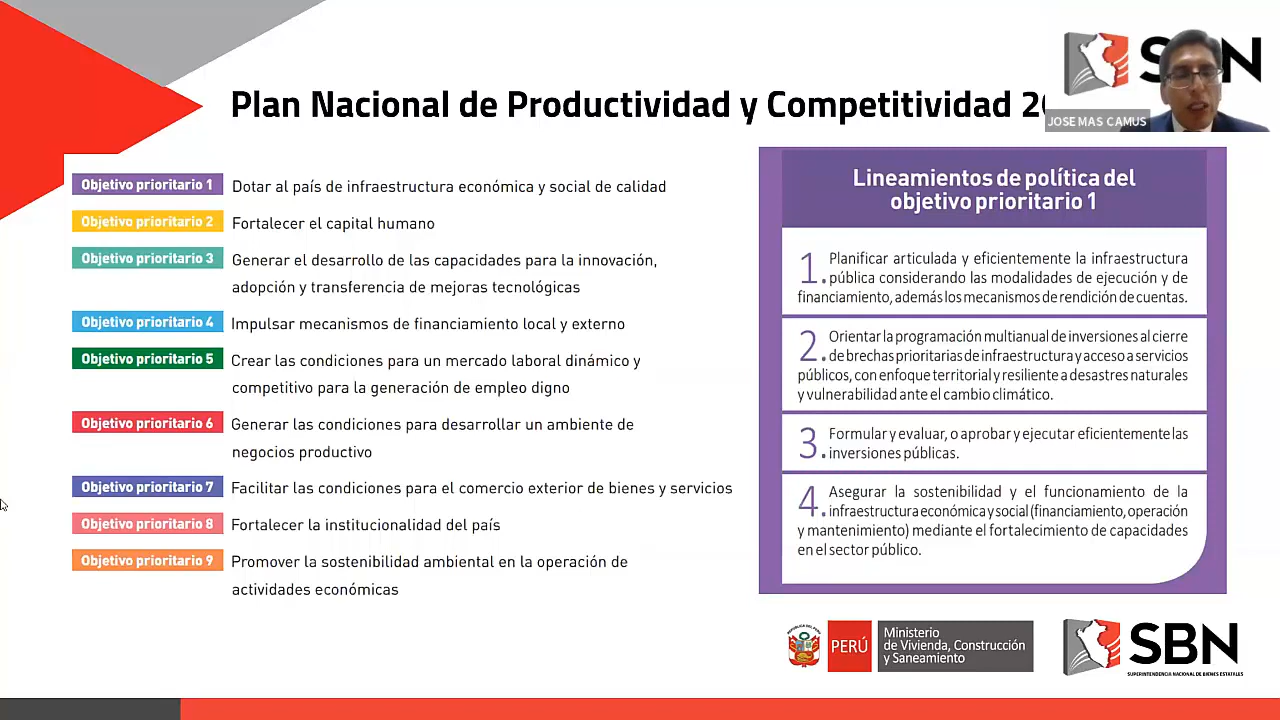 Plan Nacional de Productividad y Competitividad
JOSE MAS CAMUS
Objetivo prioritario 1 Dotar al país de infraestructura económica y social de calidad
Objetivo prioritario 2 Fortalecer el capital humano
Objetivo prioritario 3 Generar el desarrollo de las capacidades para la innovación,
adopción y transferencia de mejoras tecnológicas
Objetivo prioritario 4 Impulsar mecanismos de financiamiento local y externo
Objetivo prioritario 5 Crear las condiciones para un mercado laboral dinámico y
competitivo para la generación de empleo digno
Objetivo prioritario 6 Generar las condiciones para desarrollar un ambiente de
negocios productivo
Objetivo prioritario 7 Facilitar las condiciones para el comercio exterior de bienes y servicios
Objetivo prioritario 8 Fortalecer la institucionalidad del país
Objetivo prioritario 9 Promover la sostenibilidad ambiental en la operación de
actividades económicas
Lineamientos de política del
objetivo prioritario 1
1. Planificar articulada y eficientemente la infraestructura
pública considerando las modalidades de ejecución y de
financiamiento, además los mecanismos de rendición de cuentas.
2. Orientar la programación multianual de inversiones al cierre
de brechas prioritarias de infraestructura y acceso a servicios
públicos, con enfoque territorial y resiliente a desastres naturales
y vulnerabilidad ante el cambio climático.
3. Formular y evaluar, o aprobar y ejecutar eficientemente las
inversiones públicas.
4. Asegurar la sostenibilidad y el funcionamiento de la
infraestructura económica y social (financiamiento, operación
y mantenimiento) mediante el fortalecimiento de capacidades
en el sector público.
PERÚ
Ministerio
de Vivienda, Construcción
y Saneamiento
SBN
SUPERINTENDENCIA NACIONAL DE BIENES ESTATALES